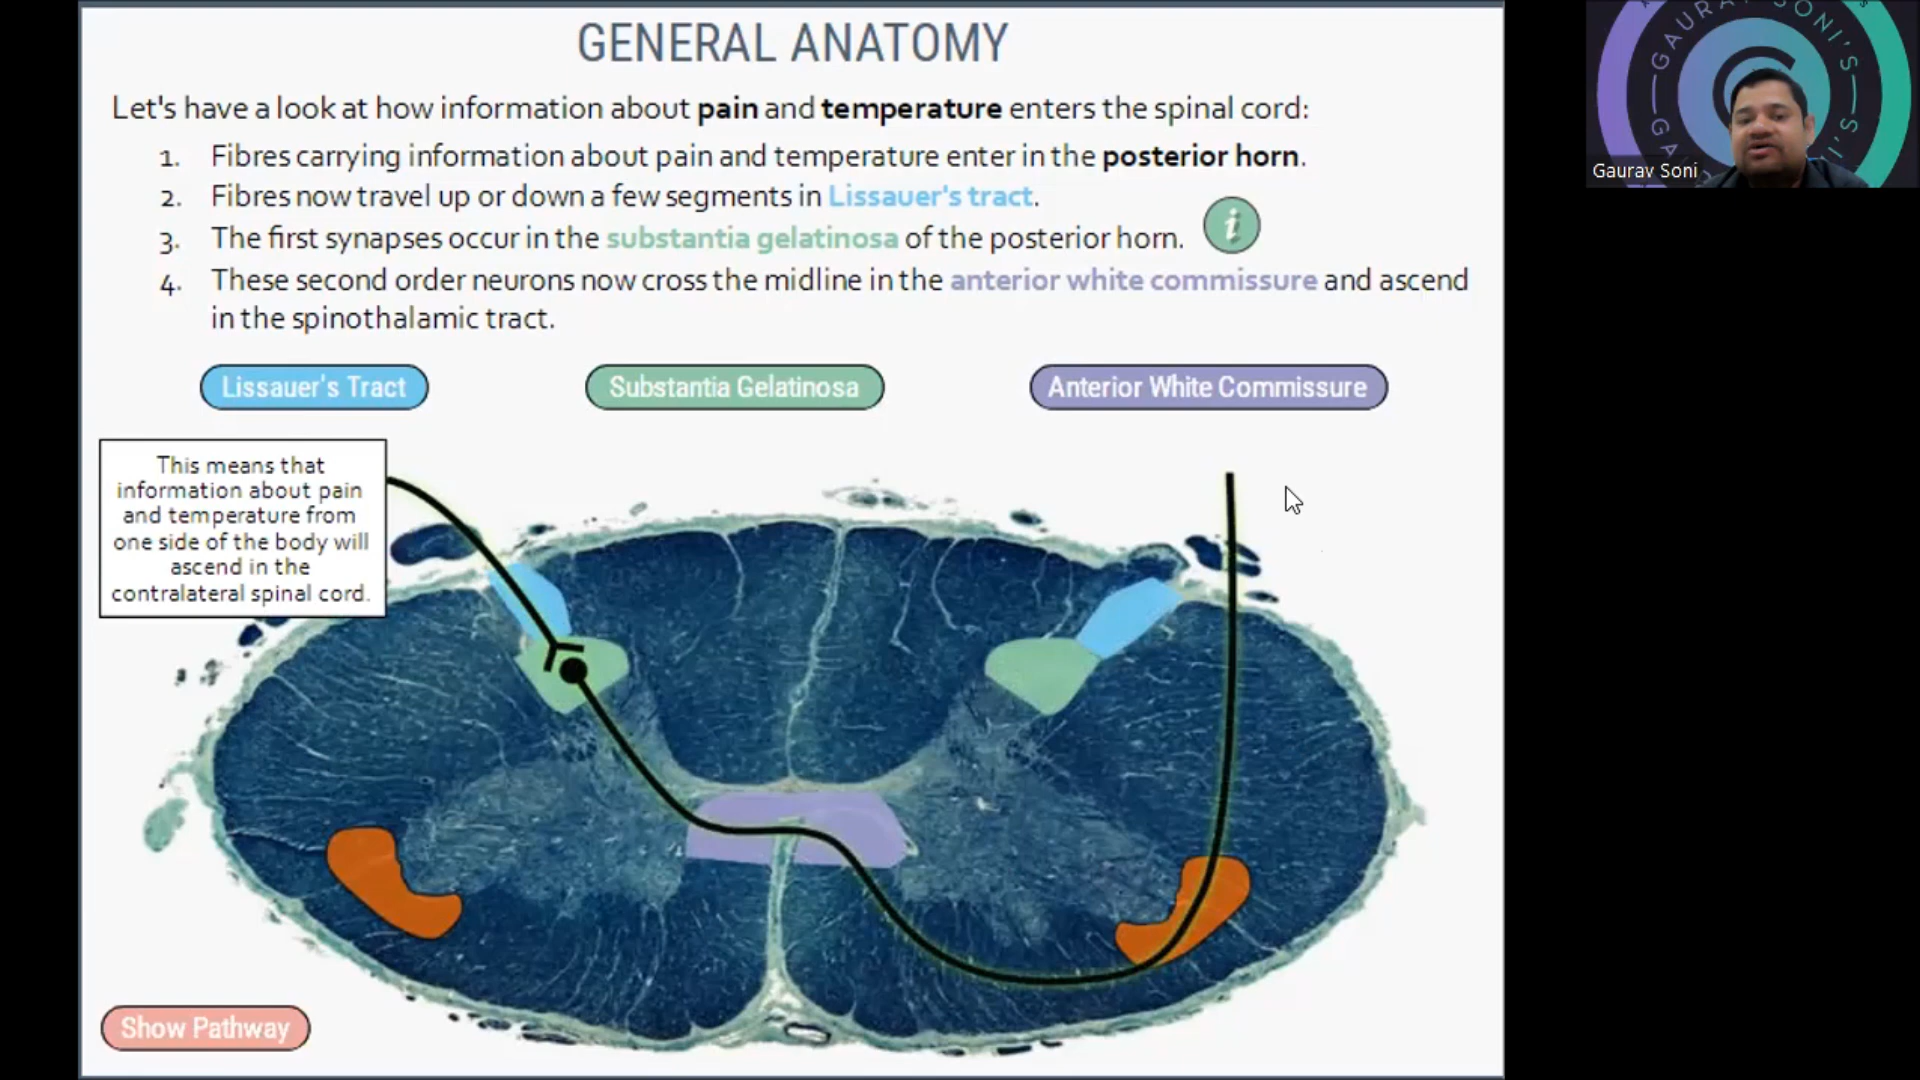 GENERAL ANATOMY
Let's have a look at how information about pain and temperature enters the spinal cord:
1. Fibres carrying information about pain and temperature enter in the posterior horn.
2. Fibres now travel up or down a few segments in Lissauer's tract.
3. The first synapses occur in the substantia gelatinosa of the posterior horn.
i
4. These second order neurons now cross the midline in the anterior white commissure and ascend
in the spinothalamic tract.
Lissauer's Tract
Substantia Gelatinosa
Anterior White Commissure
This means that
information about pain
and temperature from
one side of the body will
ascend in the
contralateral spinal cord.
Show Pathway
GAURAV SONI'S
Gaurav Soni